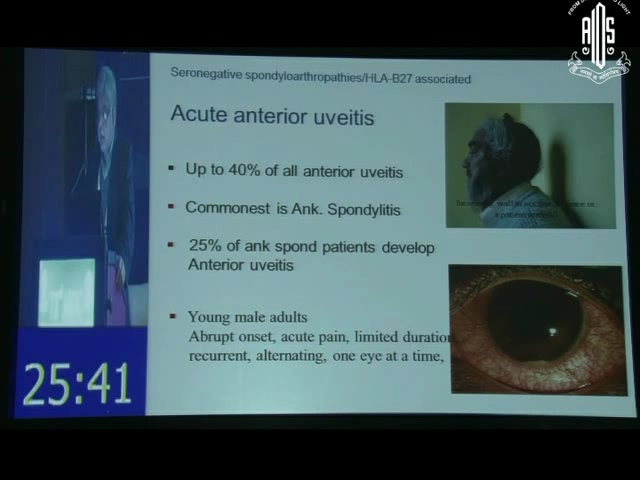 Seronegative spondyloarthropathies/HLA-B27 associated
Acute anterior uveitis
Up to 40% of all anterior uveitis
Commonest is Ank. Spondylitis
25% of ank spond patients develop
Anterior uveitis
Young male adults
Abrupt onset, acute pain, limited duration
recurrent, alternating, one eye at a time,
in
a patient
25:41